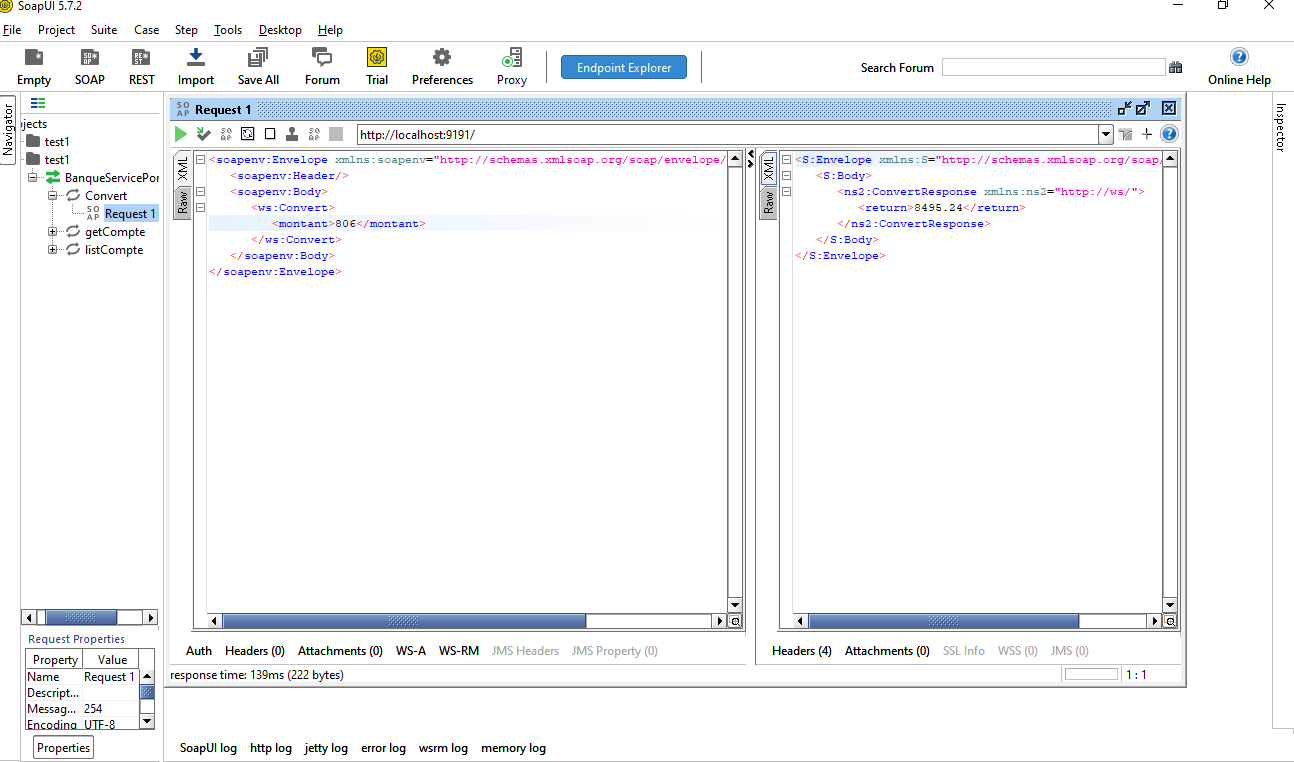 SoapUI 5.7.2
File Project Suite Case Step Tools Desktop Help
Empty SOAP REST Import Save All Forum Trial Preferences Proxy Endpoint Explorer Search Forum Online Help
Navigator
Inspector
jects
test1
test1
BanqueServicePor
Convert
Request 1
getCompte
listCompte
SO AP Request 1
http://localhost:9191/
XML
Raw
<soapenv:Envelope xmlns:soapenv="http://schemas.xmlsoap.org/soap/envelope/
<soapenv:Header/>
<soapenv:Body>
<ws:Convert>
<montant>806</montant>
</ws:Convert>
</soapenv:Body>
</soapenv:Envelope>
XML
Raw
<S:Envelope xmlns:S="http://schemas.xmlsoap.org/soap/
<S:Body>
<ns2:ConvertResponse xmlns:ns2="http://ws/">
<return>8495.24</return>
</ns2:ConvertResponse>
</S:Body>
</S:Envelope>
Auth Headers (0) Attachments (0) WS-A WS-RM JMS Headers JMS Property (0)
Headers (4) Attachments (0) SSL Info WSS (0) JMS (0)
response time: 139ms (222 bytes)
1 : 1
Request Properties
Property Value
Name Request 1
Descript...
Messag... 254
Encoding UTF-8
Properties
SoapUI log http log jetty log error log wsrm log memory log